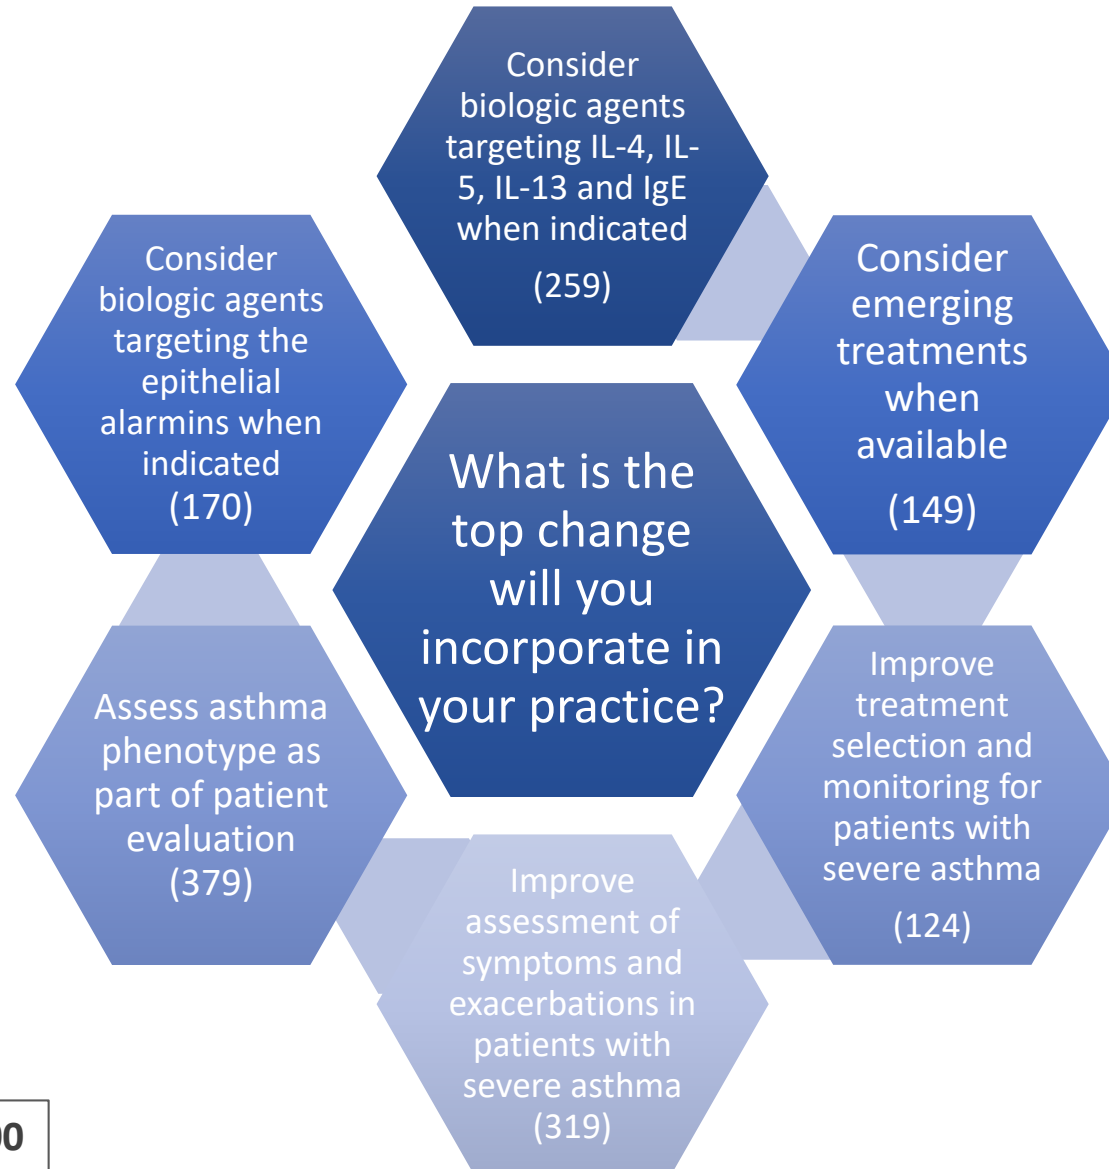 Consider
biologic agents
targeting IL-4, IL-
5, IL-13 and IgE
when indicated
(259)
Consider
emerging
treatments
when
available
(149)
Improve
treatment
selection and
monitoring for
patients with
severe asthma
(124)
Improve
assessment of
symptoms and
exacerbations in
patients with
severe asthma
(319)
Assess asthma
phenotype as
part of patient
evaluation
(379)
Consider
biologic agents
targeting the
epithelial
alarmins when
indicated
(170)
What is the
top change
will you
incorporate in
your practice?